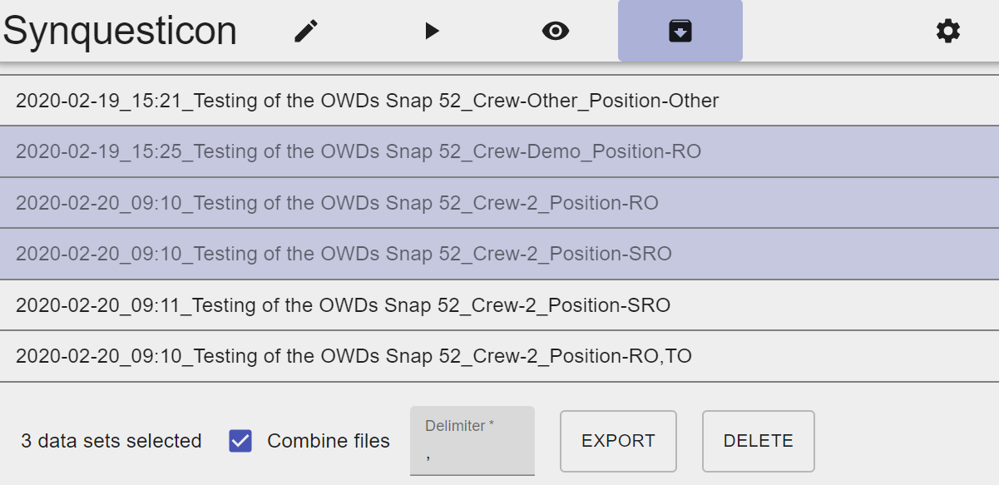 Synquesticon
2020-02-19_15:21_Testing of the OWDs Snap 52_Crew-Other_Position-Other
2020-02-19_15:25_Testing of the OWDs Snap 52_Crew-Demo_Position-RO
2020-02-20_09:10_Testing of the OWDs Snap 52_Crew-2_Position-RO
2020-02-20_09:10_Testing of the OWDs Snap 52_Crew-2_Position-SRO
2020-02-20_09:11_Testing of the OWDs Snap 52_Crew-2_Position-SRO
2020-02-20_09:10_Testing of the OWDs Snap 52_Crew-2_Position-RO,TO
Delimiter *
3 data sets selected Combine files , EXPORT DELETE